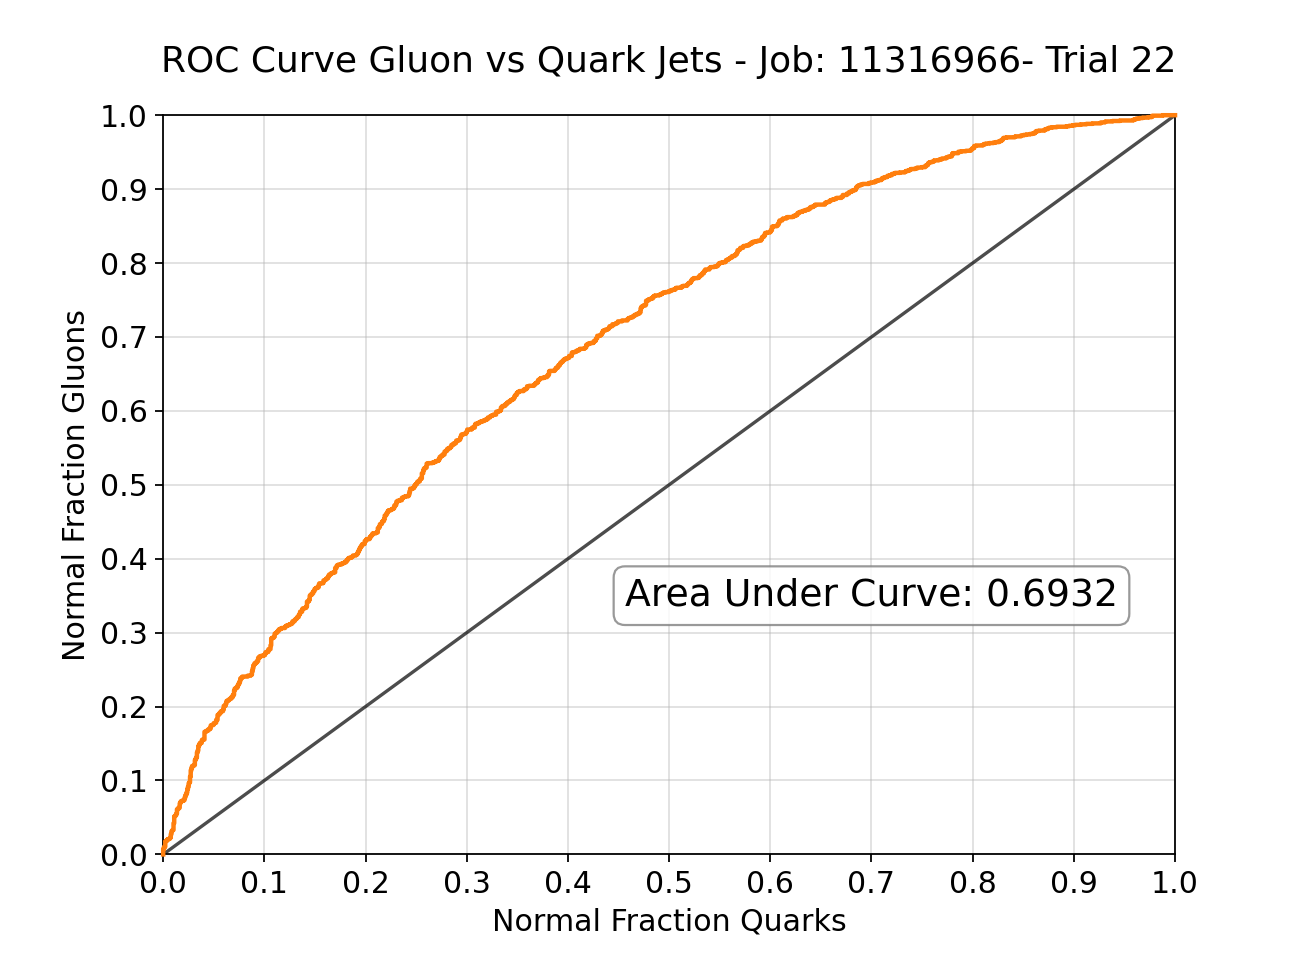 ROC Curve Gluon vs Quark Jets - Job: 11316966- Trial 22
1.0
0.9
0.8
0.7
0.6
0.5
0.4
0.3
0.2
0.1
0.0
Normal Fraction Gluons
Area Under Curve: 0.6932
0.0 0.1 0.2 0.3 0.4 0.5 0.6 0.7 0.8 0.9 1.0
Normal Fraction Quarks